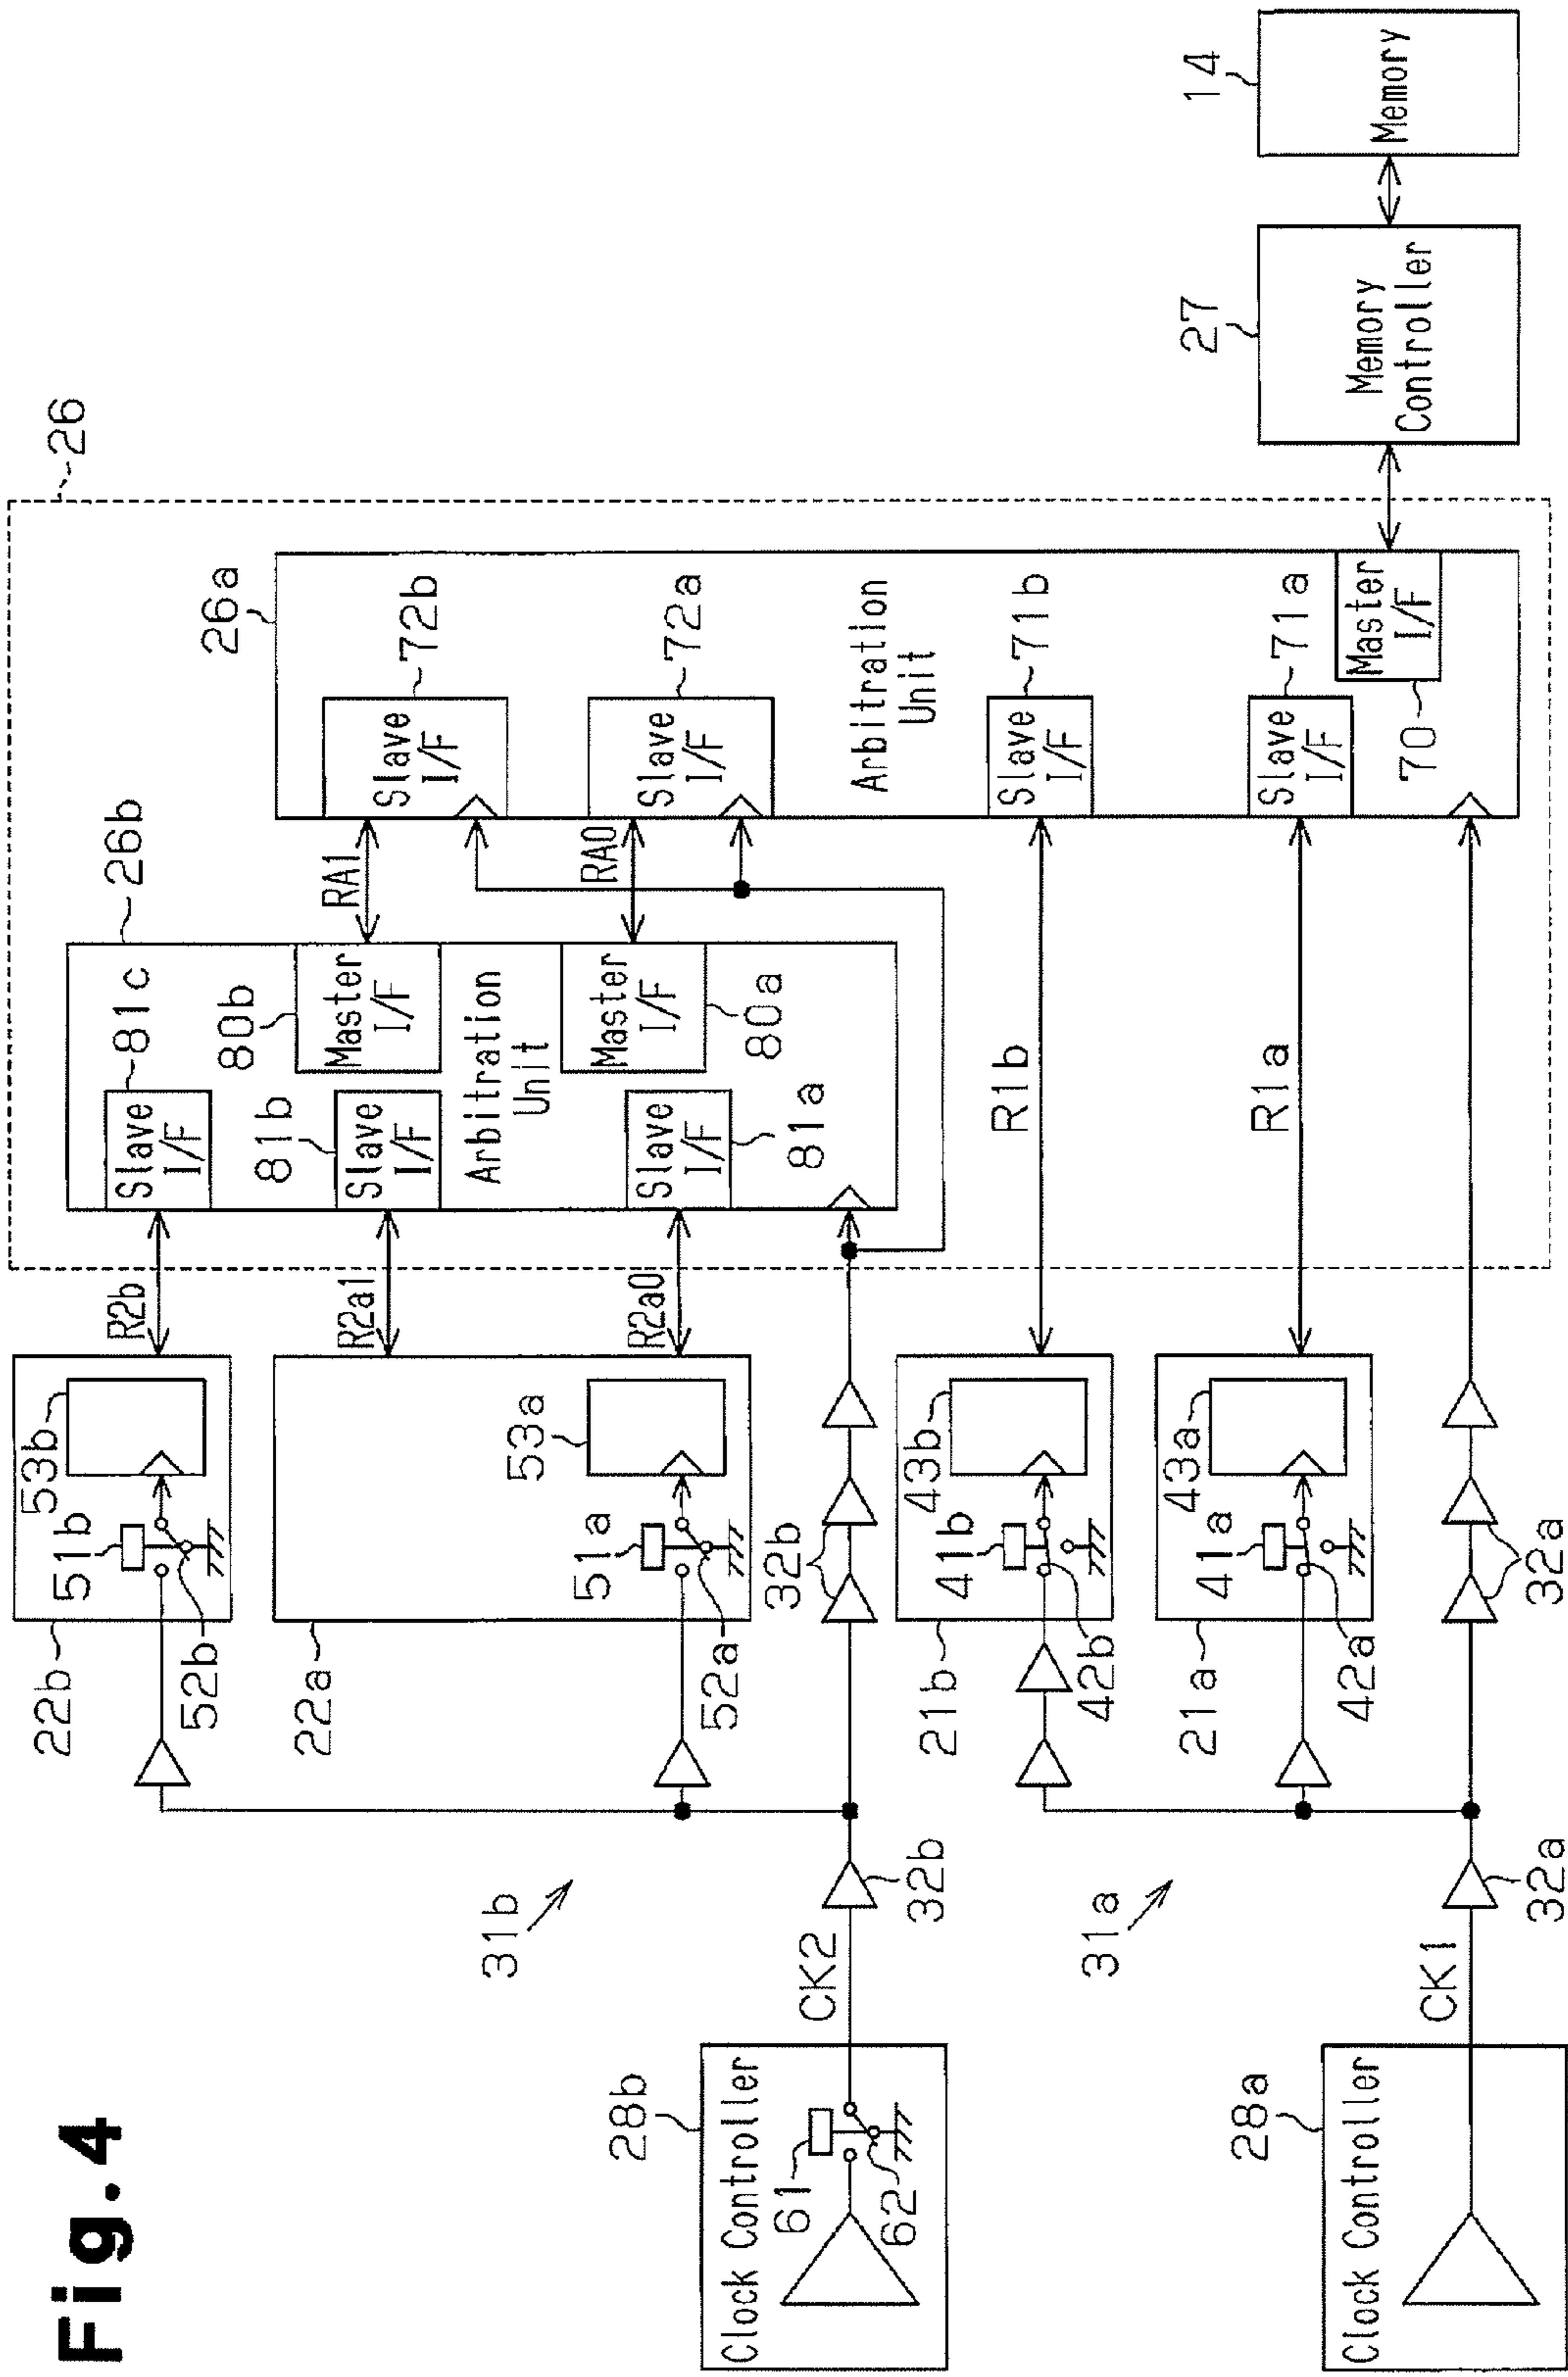 Fig.4
26
26a
26b
81c
Slave
I/F
80b
Master
I/F
RA1
Slave
I/F
72b
81b
Slave
I/F
Arbitration
Unit
Master
I/F
80a
RA0
Slave
I/F
72a
Slave
I/F
81a
Arbitration
Unit
R2b
R2a1
R2a0
22b
51b
53b
52b
22a
51a
53a
52a
31b
32b
32b
28b
Clock Controller
61
62
CK2
21b
41b
43b
42b
R1b
Slave
I/F
71b
21a
41a
43a
42a
R1a
Slave
I/F
71a
Master
I/F
70
27
Memory
Controller
14
Memory
31a
32a
32a
28a
Clock Controller
CK1